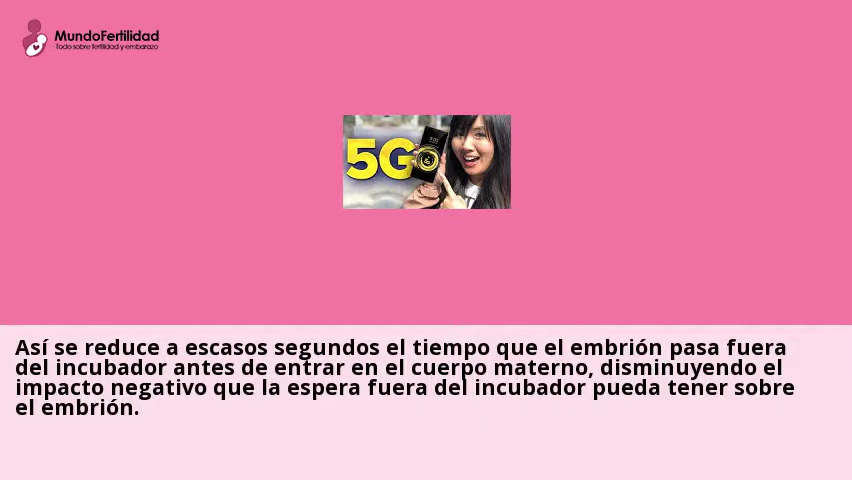 MundoFertilidad
Todo sobre fertilidad y embarazo
5G
Así se reduce a escasos segundos el tiempo que el embrión pasa fuera
del incubador antes de entrar en el cuerpo materno, disminuyendo el
impacto negativo que la espera fuera del incubador pueda tener sobre
el embrión.